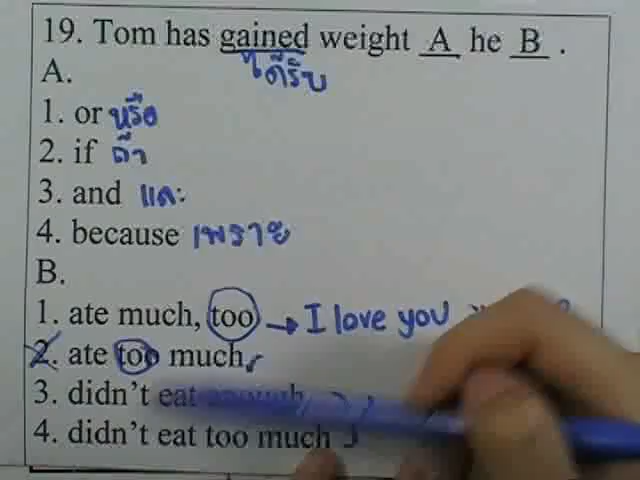 19. Tom has gained weight A he B .
ได้รับ
A.
1. or หรือ
2. if ถ้า
3. and และ
4. because เพราะ
B.
1. ate much, too → I love you
2. ate too much
3. didn't eat
4. didn't eat too much